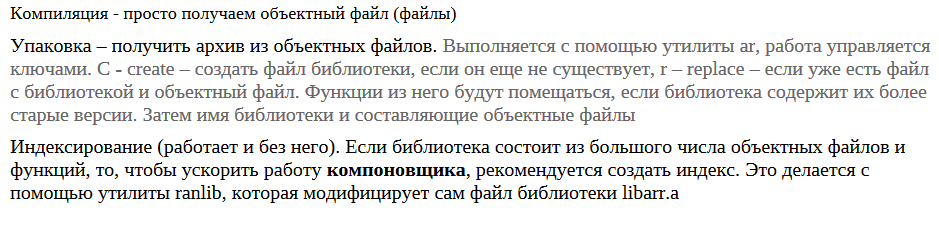 Компиляция - просто получаем объектный файл (файлы)
Упаковка – получить архив из объектных файлов. Выполняется с помощью утилиты ar, работа управляется
ключами. C - create – создать файл библиотеки, если он еще не существует, r – replace – если уже есть файл
с библиотекой и объектный файл. Функции из него будут помещаться, если библиотека содержит их более
старые версии. Затем имя библиотеки и составляющие объектные файлы
Индексирование (работает и без него). Если библиотека состоит из большого числа объектных файлов и
функций, то, чтобы ускорить работу компоновщика, рекомендуется создать индекс. Это делается с
помощью утилиты ranlib, которая модифицирует сам файл библиотеки libarr.a